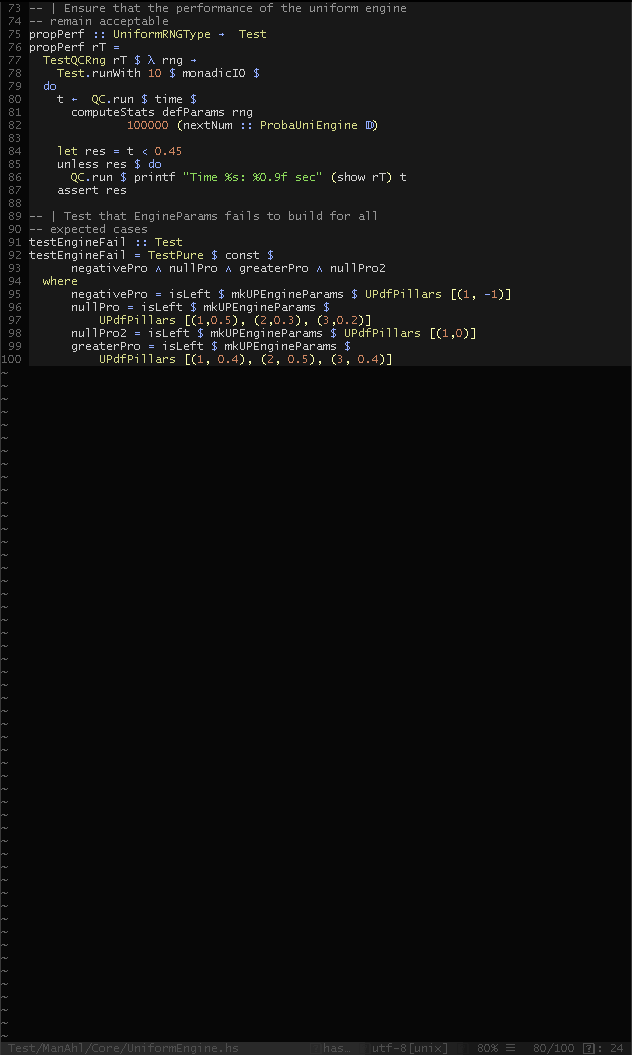 73 -- | Ensure that the performance of the uniform engine
74 -- remain acceptable
75 propPerf :: UniformRNGType → Test
76 propPerf rT =
77   TestQCRng rT $ λ rng →
78     Test.runWith 10 $ monadicIO $
79   do
80     t ← QC.run $ time $
81       computeStats defParams rng
82               100000 (nextNum :: ProbaUniEngine 𝔻)
83
84     let res = t < 0.45
85     unless res $ do
86       QC.run $ printf "Time %s: %0.9f sec" (show rT) t
87     assert res
88
89 -- | Test that EngineParams fails to build for all
90 -- expected cases
91 testEngineFail :: Test
92 testEngineFail = TestPure $ const $
93       negativePro ∧ nullPro ∧ greaterPro ∧ nullPro2
94   where
95       negativePro = isLeft $ mkUPEngineParams $ UPdfPillars [(1, -1)]
96       nullPro = isLeft $ mkUPEngineParams $
97           UPdfPillars [(1,0.5), (2,0.3), (3,0.2)]
98       nullPro2 = isLeft $ mkUPEngineParams $ UPdfPillars [(1,0)]
99       greaterPro = isLeft $ mkUPEngineParams $
100           UPdfPillars [(1, 0.4), (2, 0.5), (3, 0.4)]
Test/ManAhl/Core/UniformEngine.hs has… utf-8[unix] 80% ☰ 80/100 [?]: 24